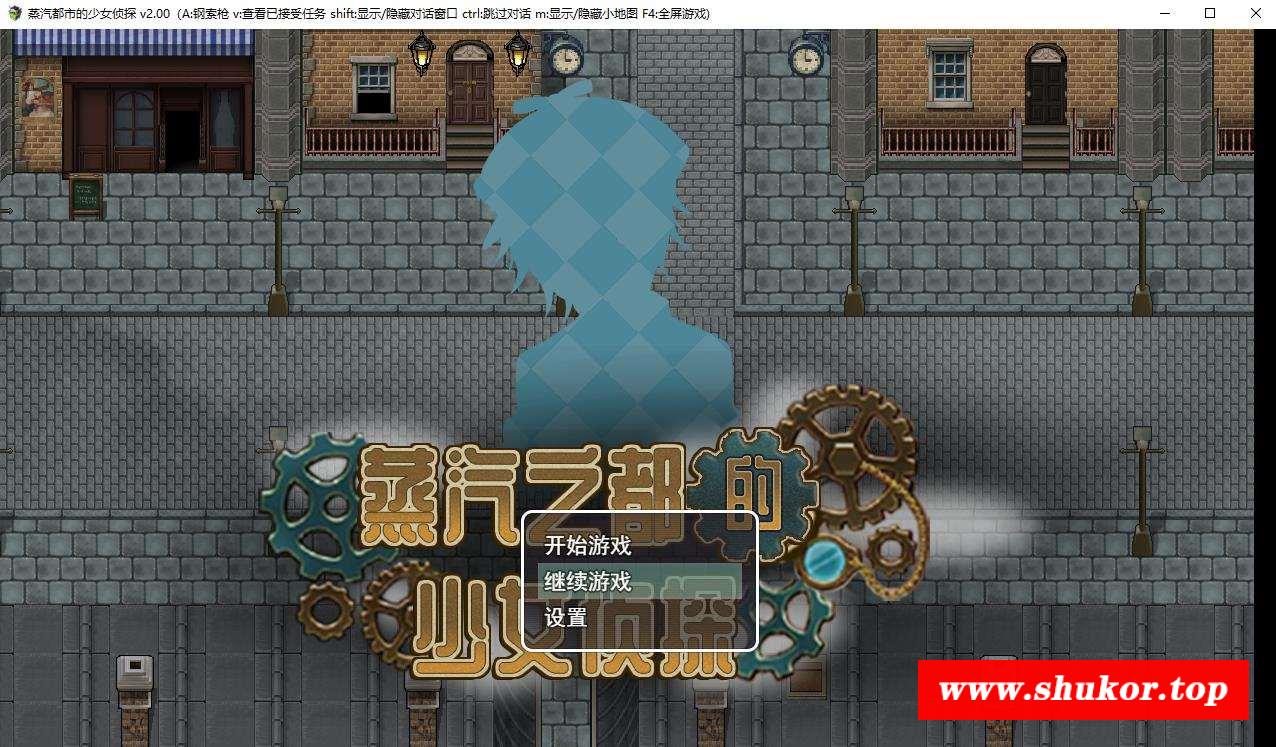 蒸汽都市的少女侦探 v2.00（A:钢索枪 v:查看已接受任务 shift:显示/隐藏对话窗口 ctrl:跳过对话 m:显示/隐藏小地图 F4:全屏游戏)
蒸汽之都的
少女侦探
开始游戏
继续游戏
设置
www.shukor.top